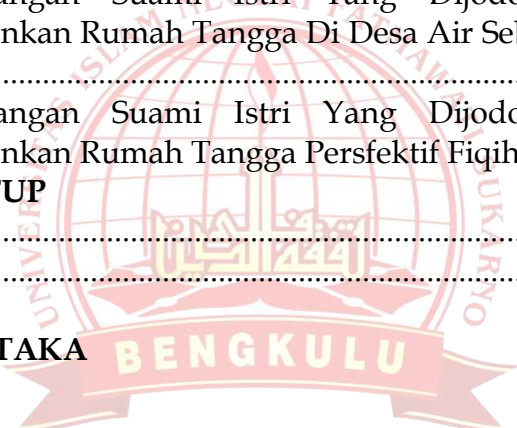 angan Suami Istri Yang Dijodo
nkan Rumah Tangga Di Desa Air Sel
........................................................................
angan Suami Istri Yang Dijodo
nkan Rumah Tangga Persfektif Fiqih
TUP
........................................................................
........................................................................
TAKA
BENGKULU